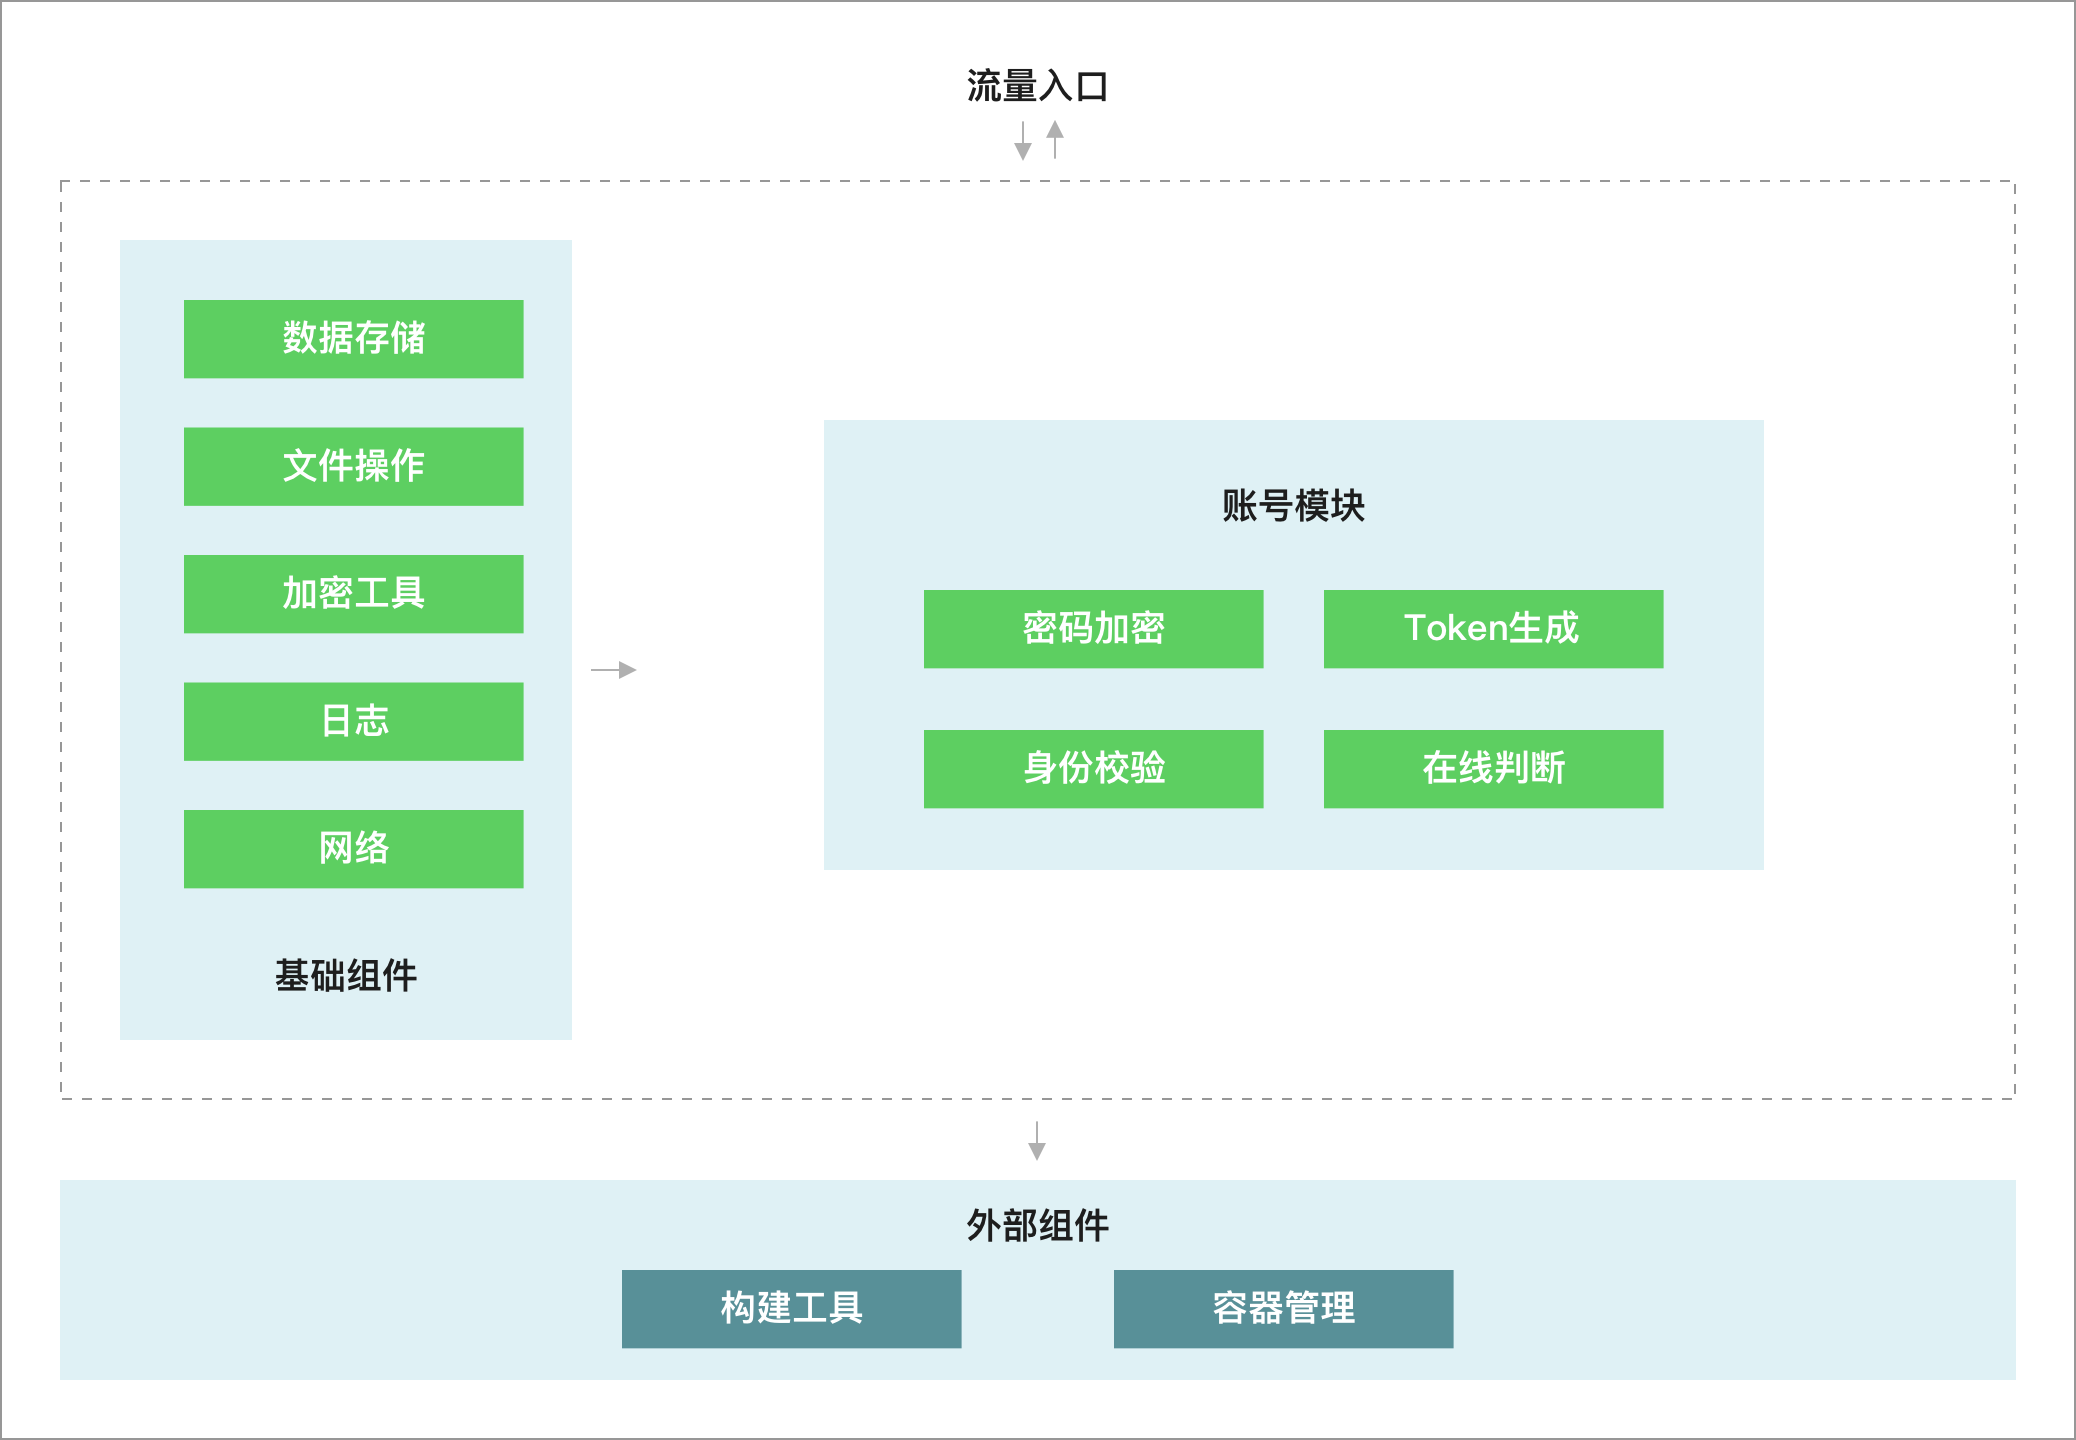 流量入口
数据存储
文件操作
加密工具
日志
网络
基础组件
账号模块
密码加密
Token生成
身份校验
在线判断
外部组件
构建工具
容器管理